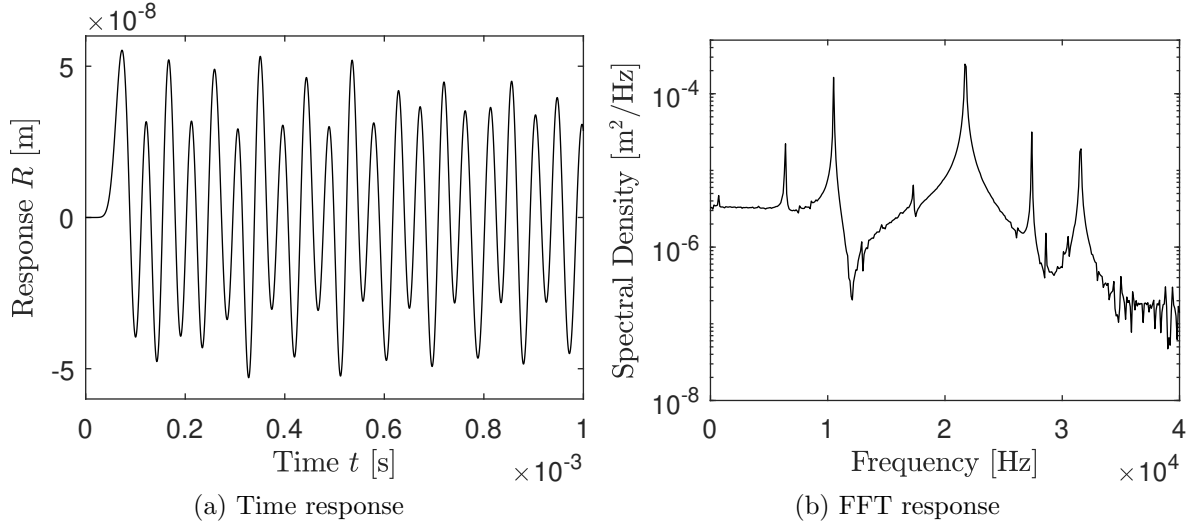 ×10⁻⁸
5
0
-5
Response R [m]
0 0.2 0.4 0.6 0.8 1
Time t [s]
×10⁻³
(a) Time response
10⁻⁴
10⁻⁶
10⁻⁸
Spectral Density [m²/Hz]
0 1 2 3 4
Frequency [Hz]
×10⁴
(b) FFT response